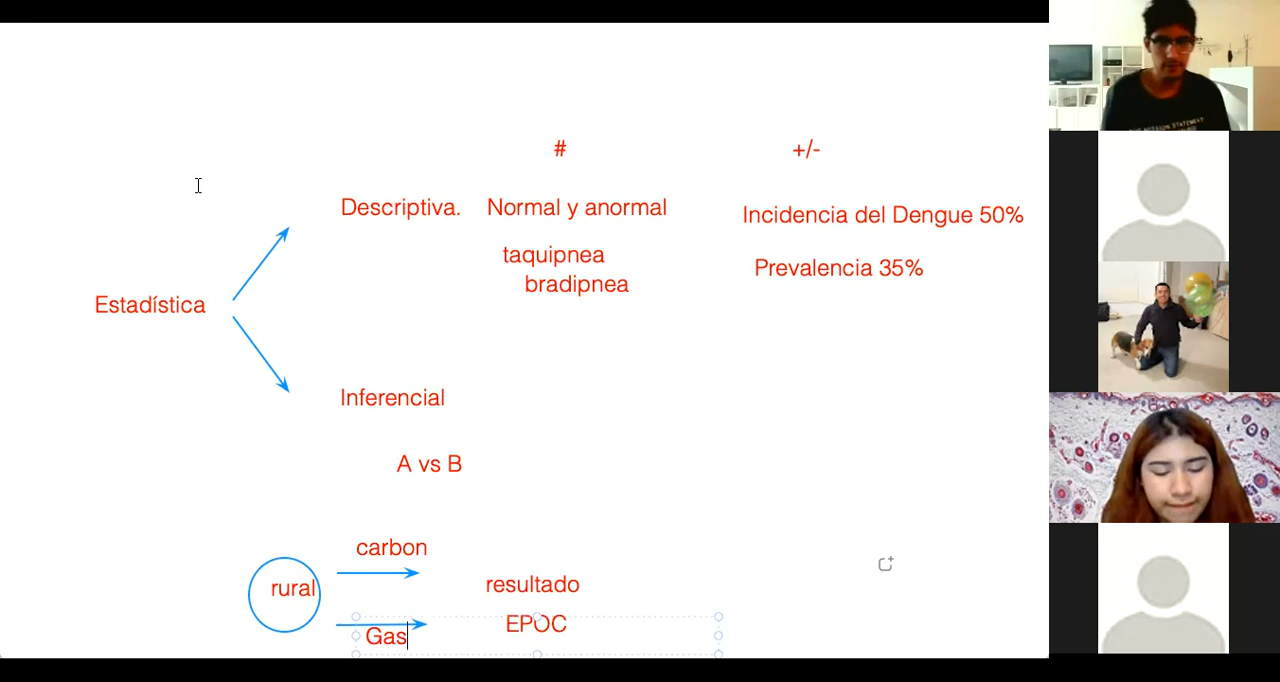 # +/-
Descriptiva. Normal y anormal Incidencia del Dengue 50%
taquipnea
bradipnea
Prevalencia 35%
Estadística
Inferencial
A vs B
carbon
rural
resultado
EPOC
Gas